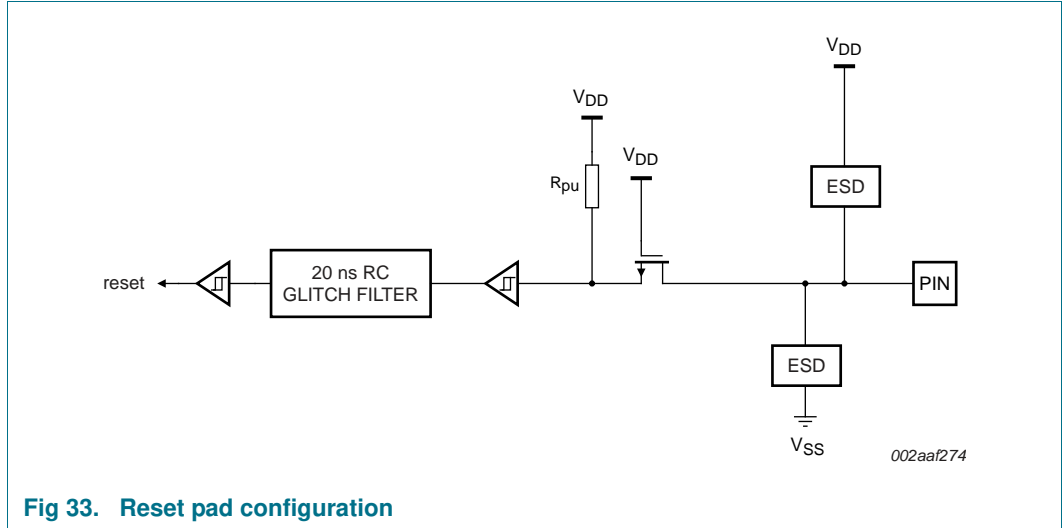 VDD
VDD
VDD
Rpu
ESD
reset
20 ns RC
GLITCH FILTER
PIN
ESD
VSS
002aaf274
Fig 33. Reset pad configuration